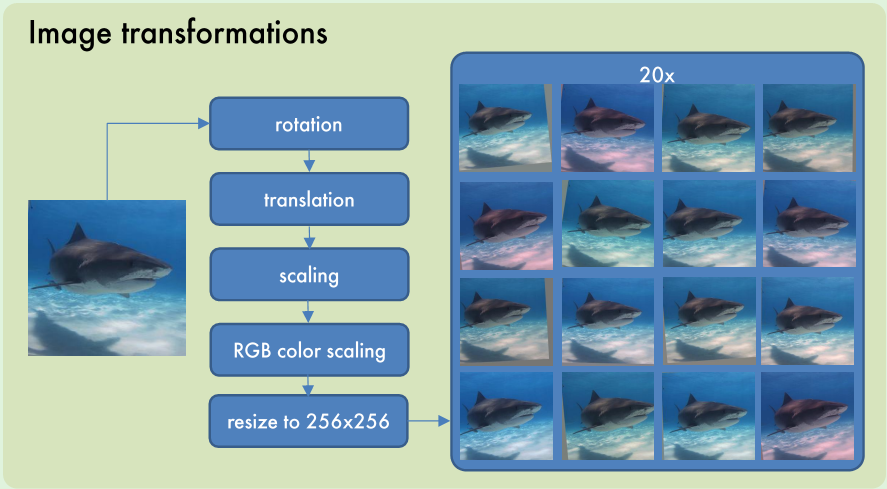 Image transformations
20x
rotation
translation
scaling
RGB color scaling
resize to 256x256